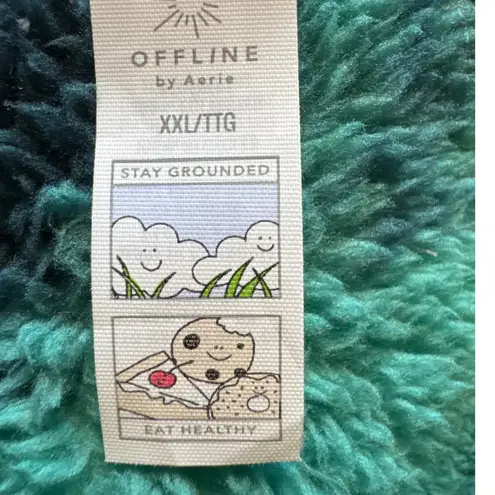 OFFLINE
by Aerie
XXL/TTG
STAY GROUNDED
EAT HEALTHY